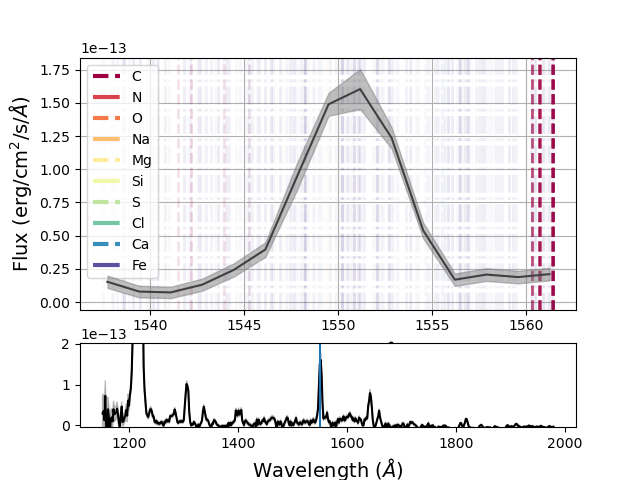 1e−13
1.75
1.50
1.25
1.00
0.75
0.50
0.25
0.00
Flux (erg/cm²/s/Å)
C
N
O
Na
Mg
Si
S
Cl
Ca
Fe
1540
1545
1550
1555
1560
1e−13
2
1
0
1200
1400
1600
1800
2000
Wavelength (Å)